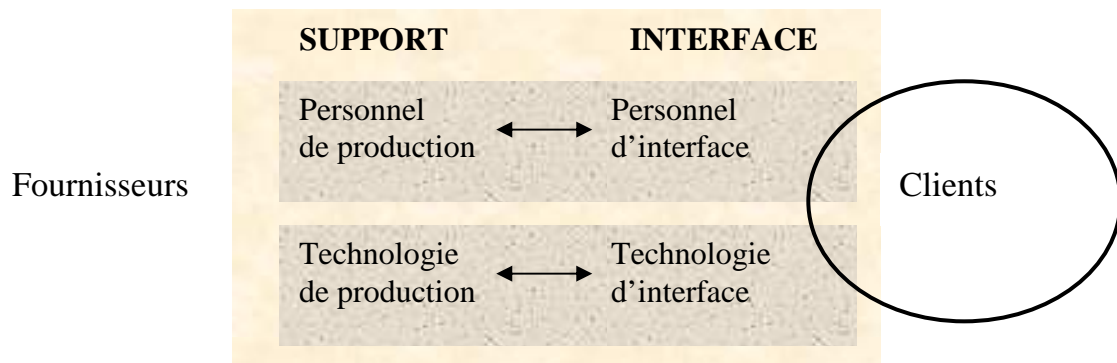 SUPPORT INTERFACE
Personnel
de production
Personnel
d’interface
Fournisseurs
Clients
Technologie
de production
Technologie
d’interface